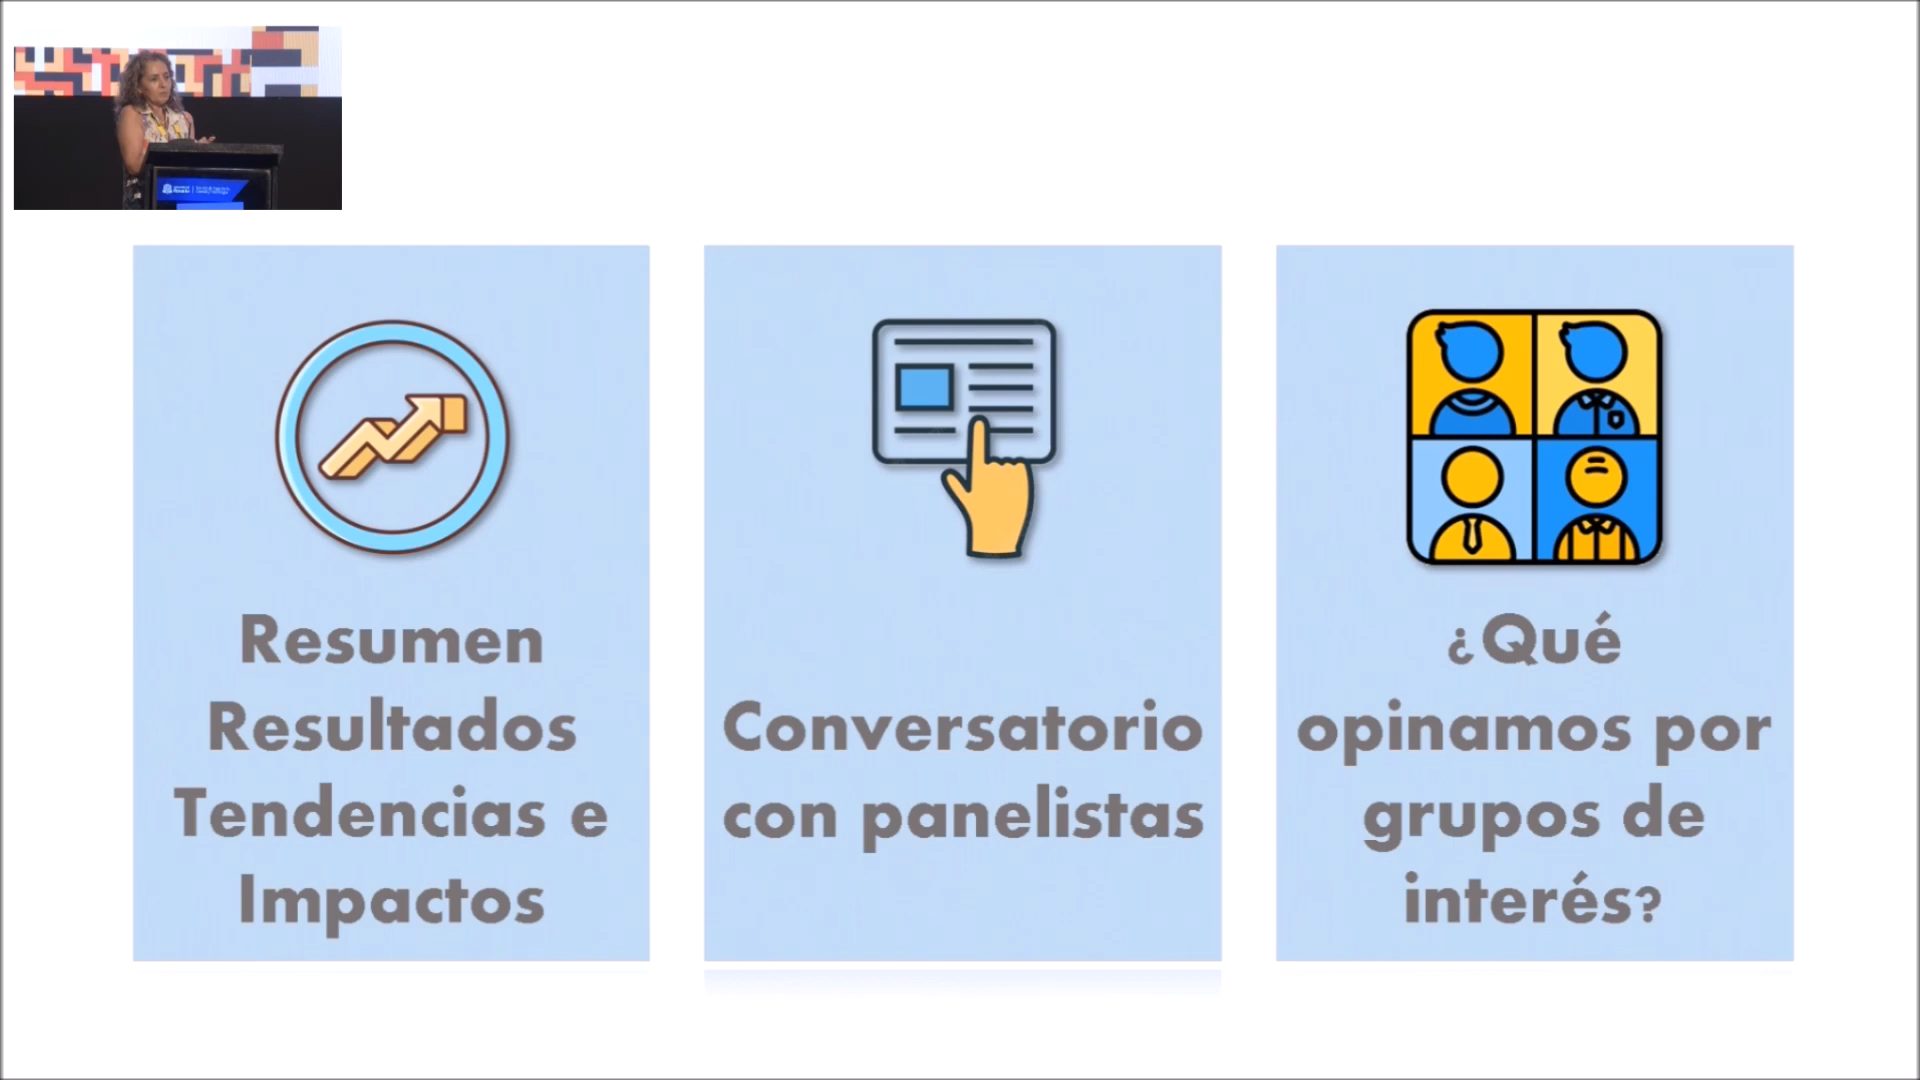 Resumen
Resultados
Tendencias e
Impactos
Conversatorio
con panelistas
¿Qué
opinamos por
grupos de
interés?